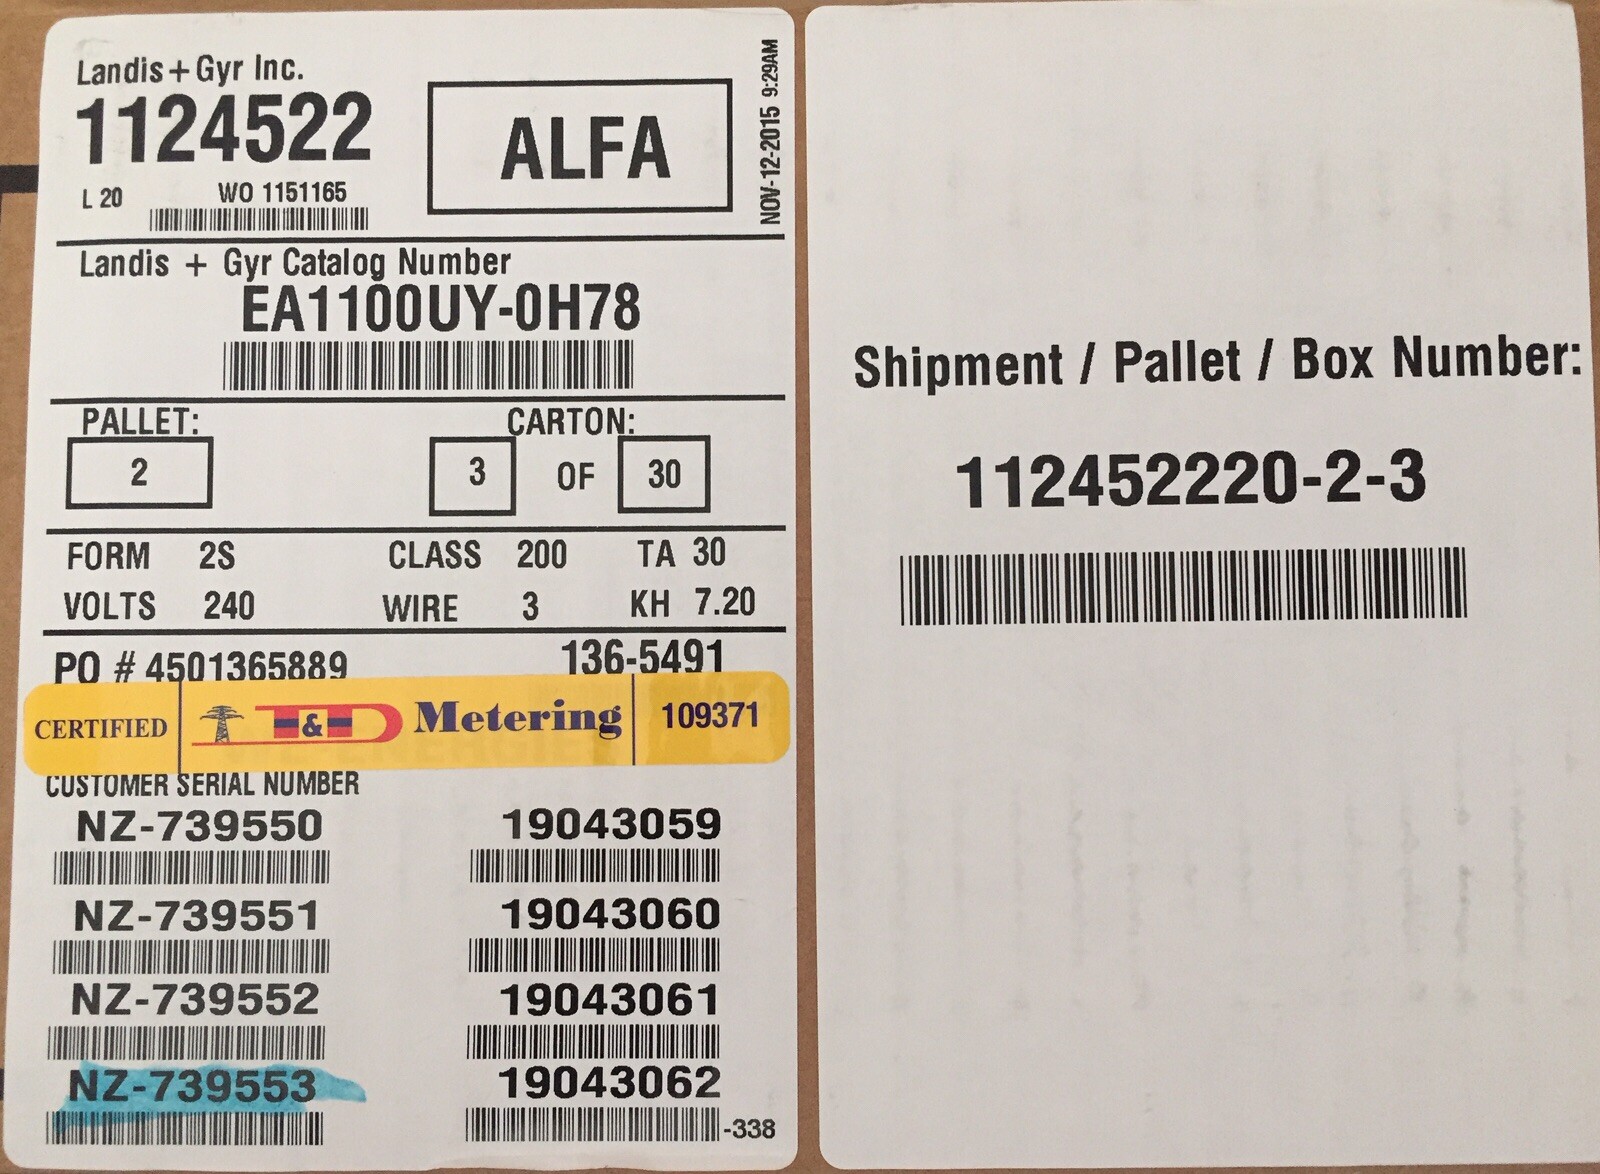 Landis + Gyr Inc.
1124522
ALFA
NOV-12-2015 9:29AM
L 20 WO 1151165
Landis + Gyr Catalog Number
EA1100UY-0H78
PALLET: CARTON:
2 3 OF 30
FORM 2S CLASS 200 TA 30
VOLTS 240 WIRE 3 KH 7.20
PO # 4501365889 136-5491
CERTIFIED T&D Metering 109371
CUSTOMER SERIAL NUMBER
NZ-739550 19043059
NZ-739551 19043060
NZ-739552 19043061
NZ-739553 19043062
-338
Shipment / Pallet / Box Number:
112452220-2-3